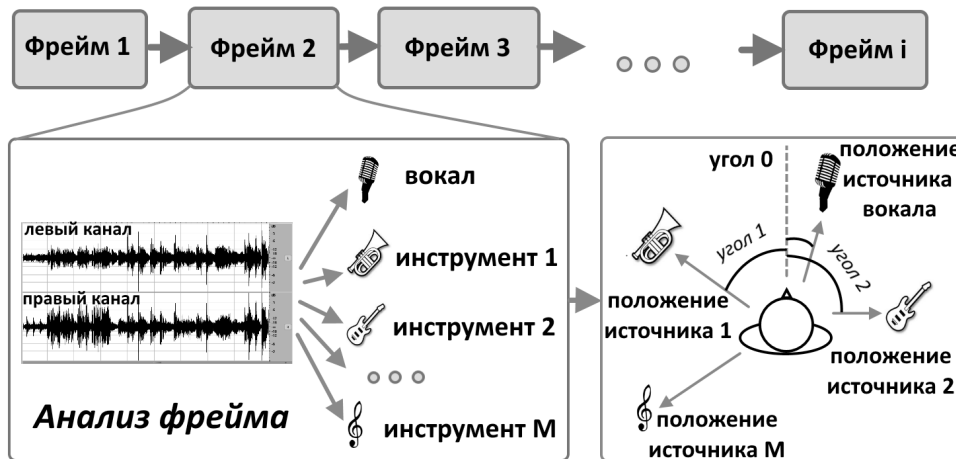 Фрейм 1
Фрейм 2
Фрейм 3
Фрейм i
левый канал
правый канал
Анализ фрейма
вокал
инструмент 1
инструмент 2
инструмент М
угол 0
положение
источника
вокала
угол 1
угол 2
положение
источника 1
положение
источника 2
положение
источника М